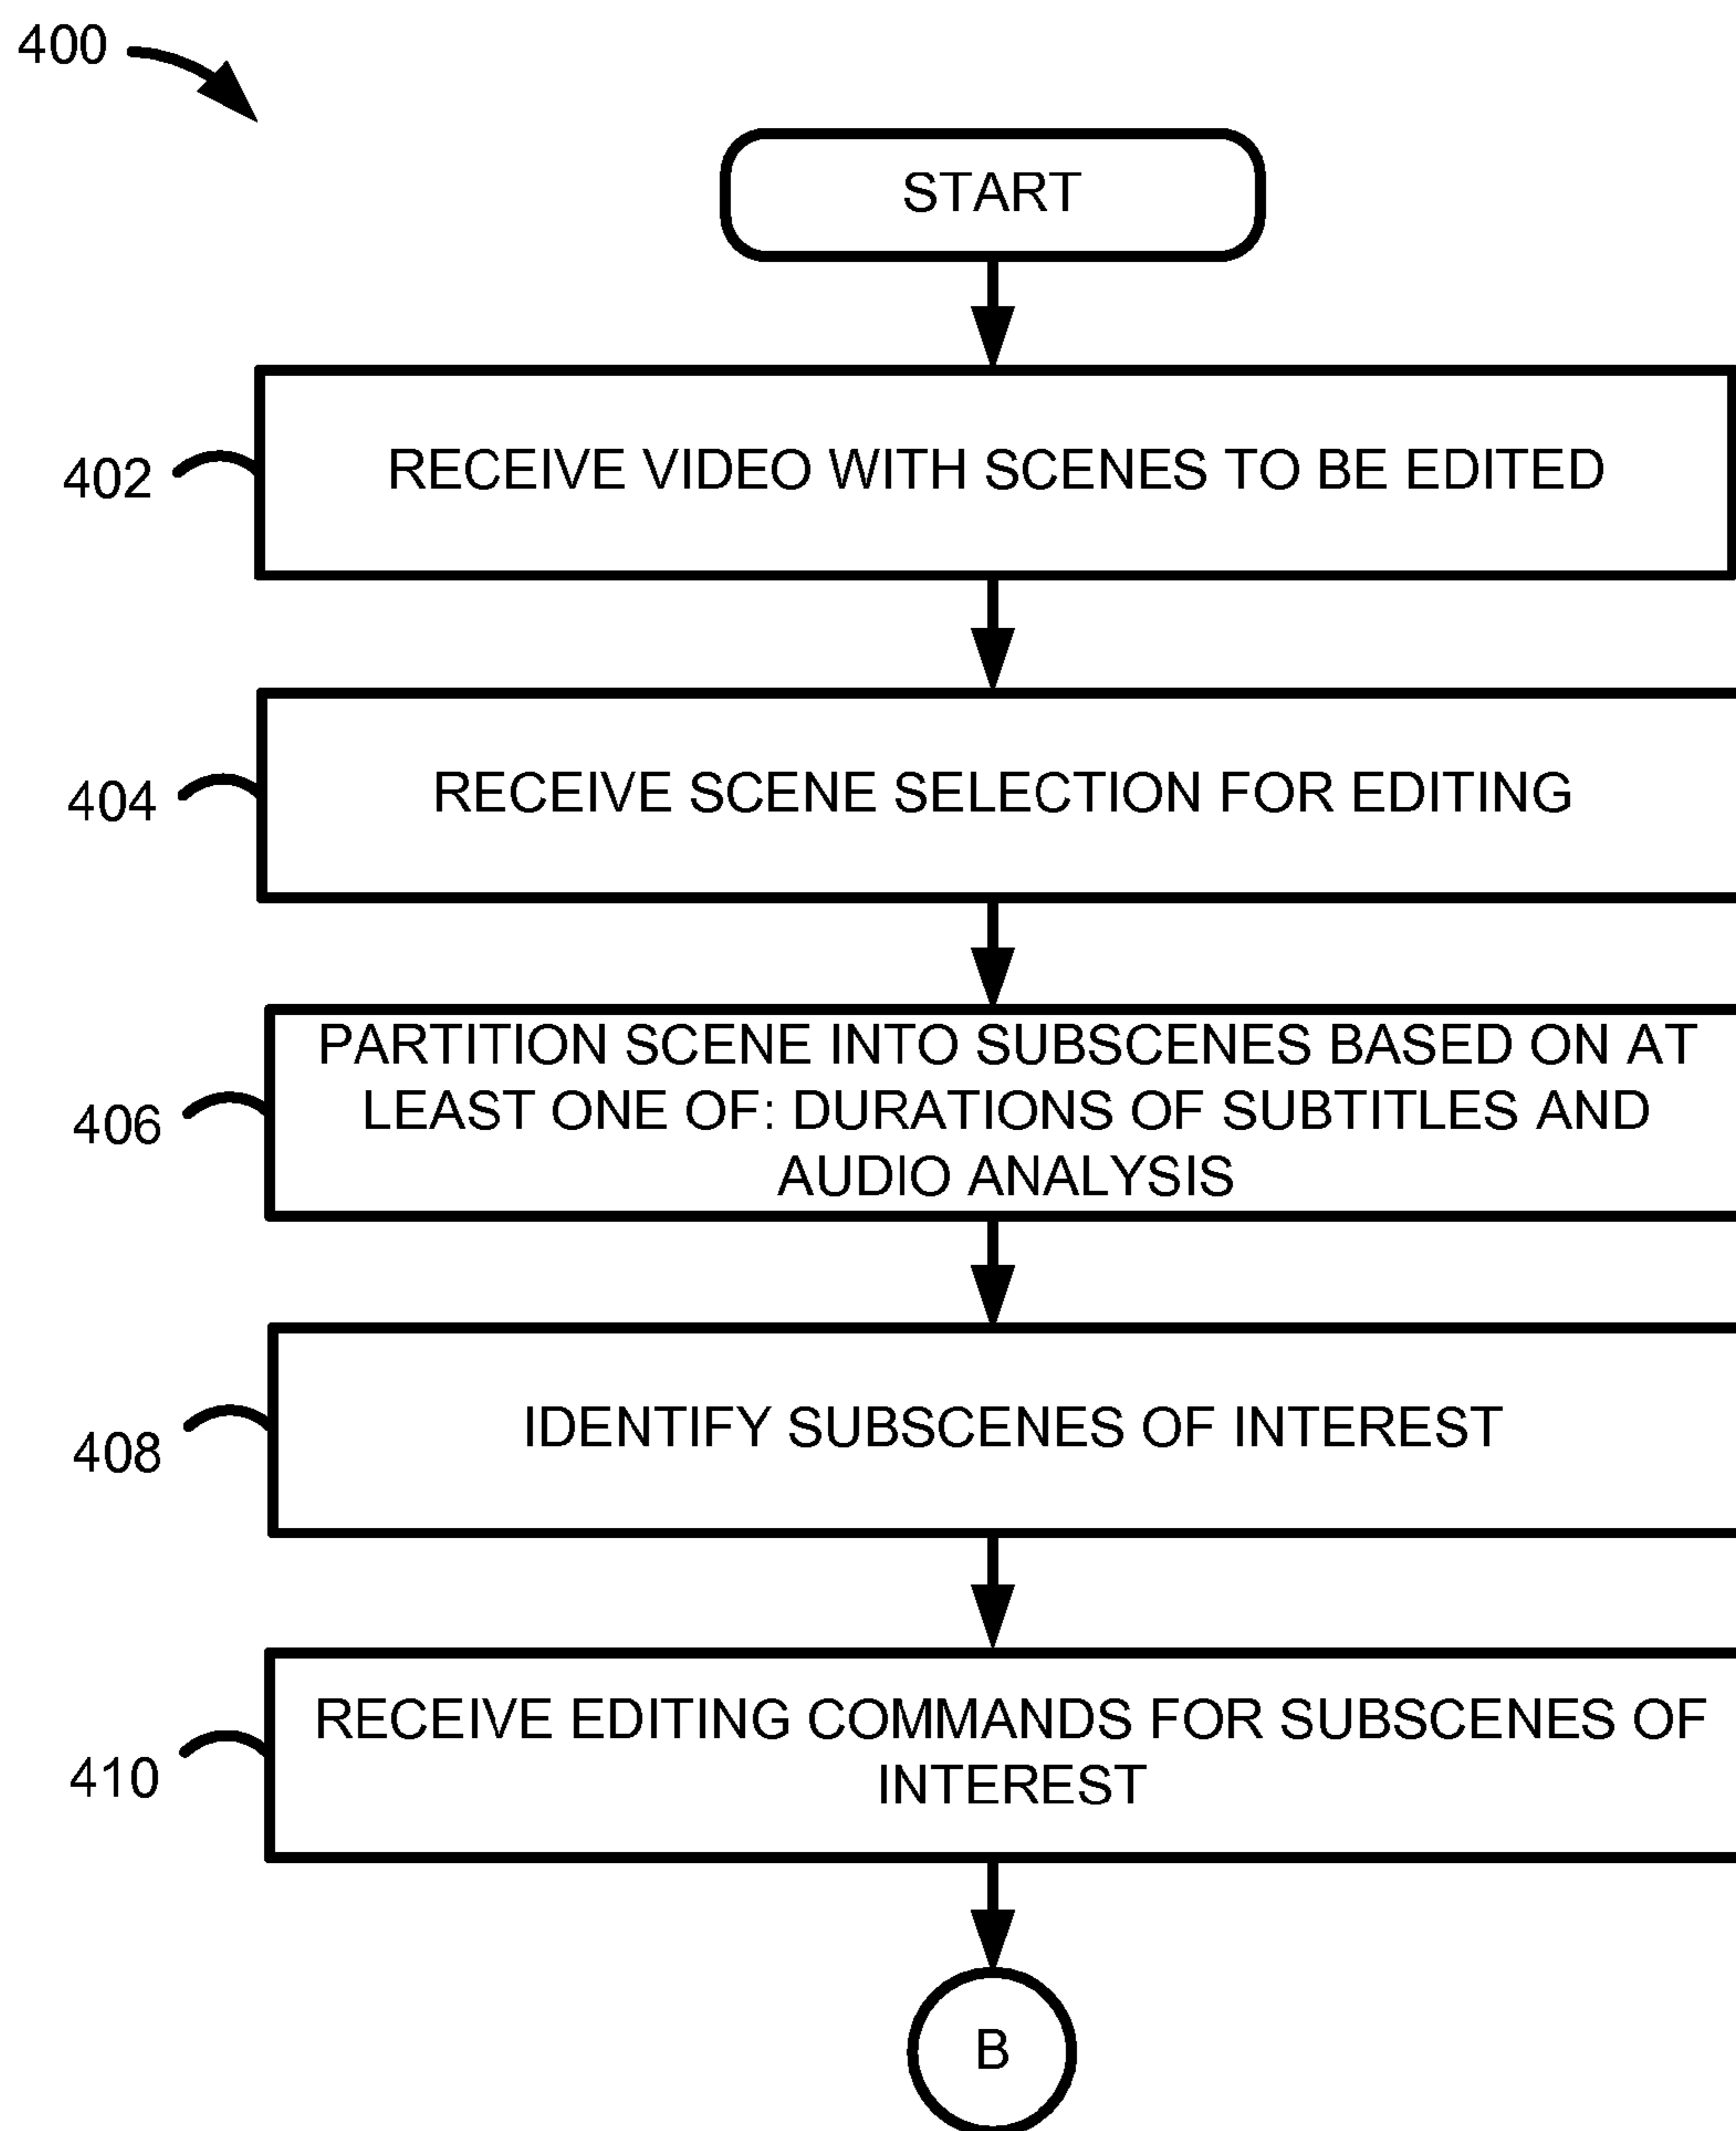 400
START
402
RECEIVE VIDEO WITH SCENES TO BE EDITED
404
RECEIVE SCENE SELECTION FOR EDITING
406
PARTITION SCENE INTO SUBSCENES BASED ON AT
LEAST ONE OF: DURATIONS OF SUBTITLES AND
AUDIO ANALYSIS
408
IDENTIFY SUBSCENES OF INTEREST
410
RECEIVE EDITING COMMANDS FOR SUBSCENES OF
INTEREST
B